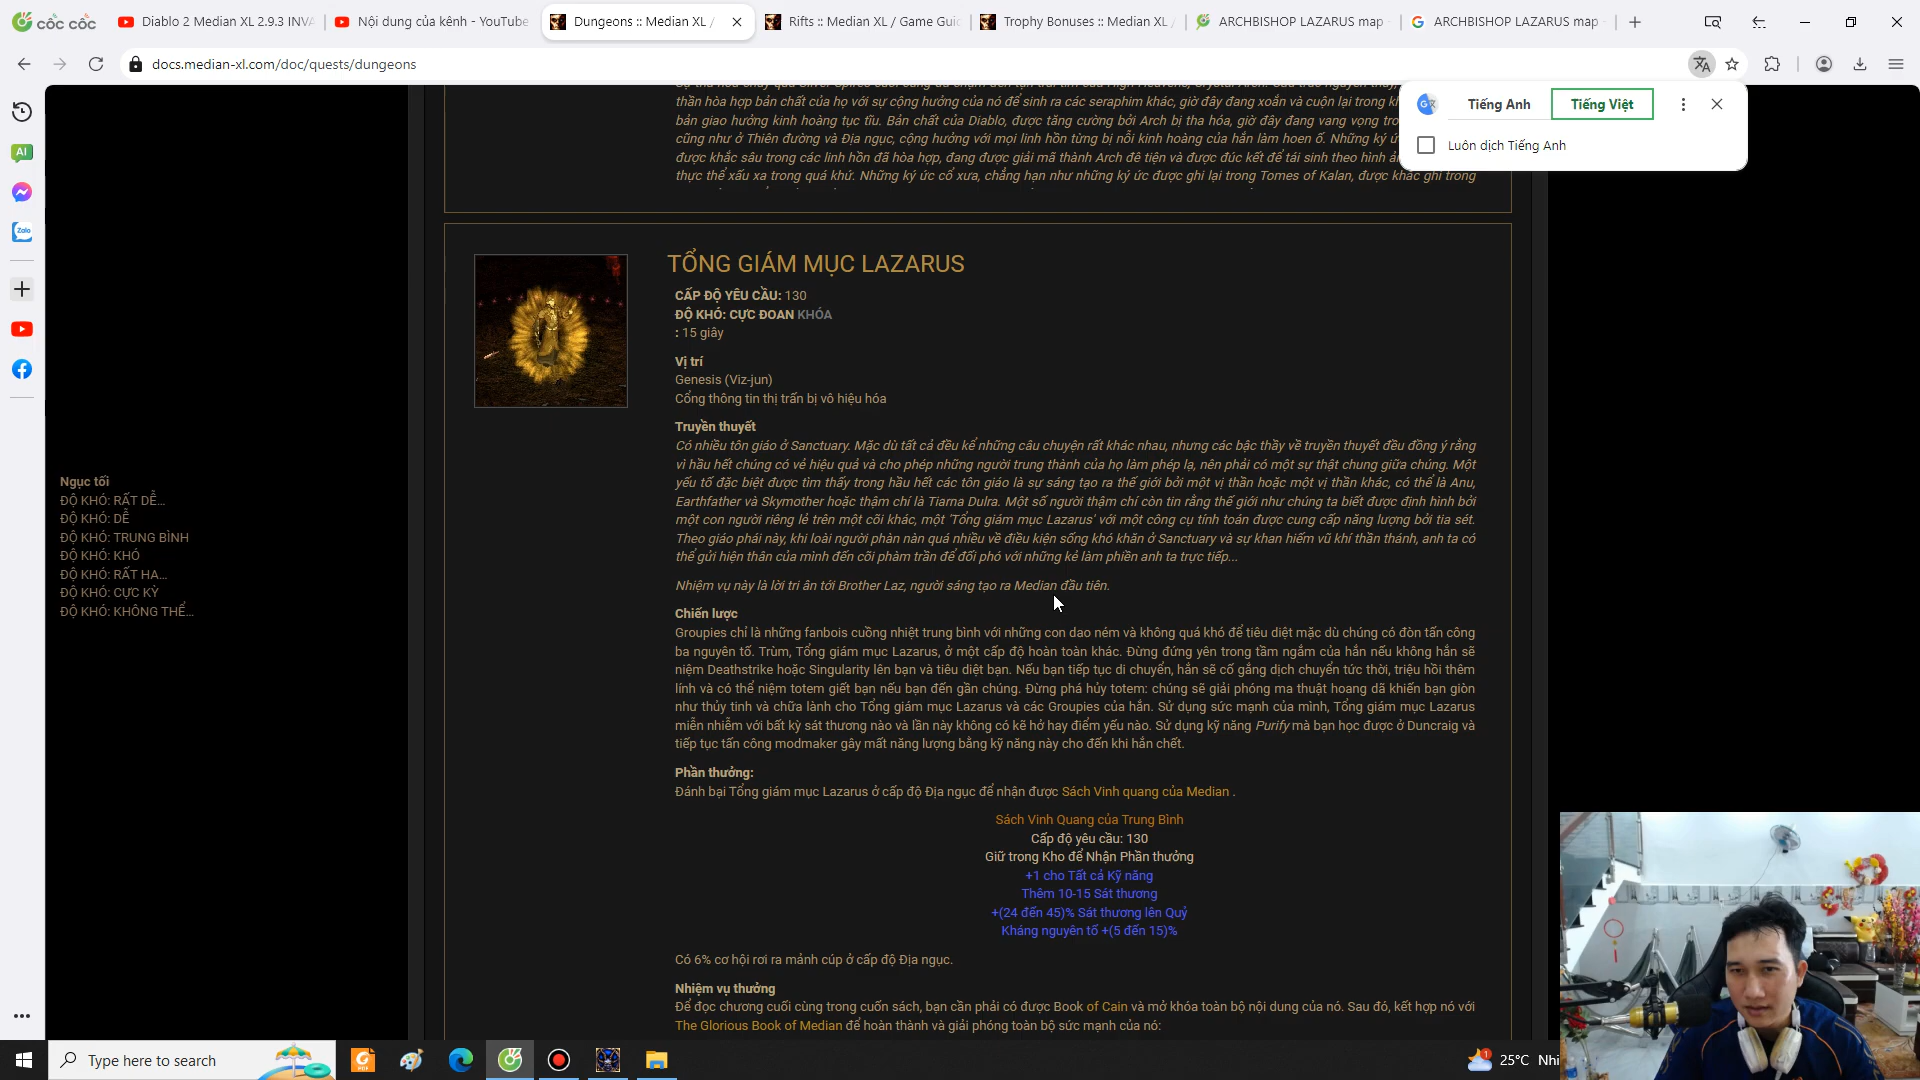 cốc cốc
Diablo 2 Median XL 2.9.3 INVA
Nội dung của kênh - YouTube
Dungeons :: Median XL /
Rifts :: Median XL / Game Guid
Trophy Bonuses :: Median XL
ARCHBISHOP LAZARUS map
ARCHBISHOP LAZARUS map
docs.median-xl.com/doc/quests/dungeons
Tiếng Anh
Tiếng Việt
Luôn dịch Tiếng Anh
thần hòa hợp bản chất của họ với sự cộng hưởng của nó để sinh ra các seraphim khác, giờ đây đang xoắn và cuộn lại trong
bản giao hưởng kinh hoàng tục tĩu. Bản chất của Diablo, được tăng cường bởi Arch bị tha hóa, giờ đây đang vang vọng
cũng như ở Thiên đường và Địa ngục, cộng hưởng với mọi linh hồn từng bị nỗi kinh hoàng của hắn làm hoen ố. Những ký
được khắc sâu trong các linh hồn đã hòa hợp, đang được giải mã thành Arch đê tiện và được đúc kết để tái sinh theo hình
thực thể xấu xa trong quá khứ. Những ký ức cổ xưa, chẳng hạn như những ký ức được ghi lại trong Tomes of Kalan, được khắc ghi trong
TỔNG GIÁM MỤC LAZARUS
CẤP ĐỘ YÊU CẦU: 130
ĐỘ KHÓ: CỰC ĐOAN KHÓA
: 15 giây
Vị trí
Genesis (Viz-jun)
Cổng thông tin thị trấn bị vô hiệu hóa
Truyền thuyết
Có nhiều tôn giáo ở Sanctuary. Mặc dù tất cả đều kể những câu chuyện rất khác nhau, nhưng các bậc thầy về truyền thuyết đều đồng ý rằng
vì hầu hết chúng có vẻ hiệu quả và cho phép những người trung thành của họ làm phép lạ, nên phải có một sự thật chung giữa chúng. Một
yếu tố đặc biệt được tìm thấy trong hầu hết các tôn giáo là sự sáng tạo ra thế giới bởi một vị thần hoặc một vị thần khác, có thể là Anu,
Earthfather và Skymother hoặc thậm chí là Tiama Dulra. Một số người thậm chí còn tin rằng thế giới như chúng ta biết được định hình bởi
một con người riêng lẻ trên một cõi khác, một 'Tổng giám mục Lazarus' với một công cụ tính toán được cung cấp năng lượng bởi tia sét.
Theo giáo phái này, khi loài người phàn nàn quá nhiều về điều kiện sống khó khăn ở Sanctuary và sự khan hiếm vũ khí thần thánh, anh ta có
thể gửi hiện thân của mình đến cõi phàm trần để đối phó với những kẻ làm phiền anh ta trực tiếp...
Nhiệm vụ này là lời tri ân tới Brother Laz, người sáng tạo ra Median đầu tiên.
Chiến lược
Groupies chỉ là những fanbois cuồng nhiệt trung bình với những con dao ném và không quá khó để tiêu diệt mặc dù chúng có đòn tấn công
ba nguyên tố. Trùm, Tổng giám mục Lazarus, ở một cấp độ hoàn toàn khác. Đừng đứng yên trong tầm ngắm của hắn nếu không hắn sẽ
niệm Deathstrike hoặc Singularity lên bạn và tiêu diệt bạn. Nếu bạn tiếp tục di chuyển, hắn sẽ cố gắng dịch chuyển tức thời, triệu hồi thêm
lính và có thể niệm totem giết bạn nếu bạn đến gần chúng. Đừng phá hủy totem: chúng sẽ giải phóng ma thuật hoang dã khiến bạn giòn
như thủy tinh và chữa lành cho Tổng giám mục Lazarus và các Groupies của hắn. Sử dụng sức mạnh của mình, Tổng giám mục Lazarus
miễn nhiễm với bất kỳ sát thương nào và lần này không có kẽ hở hay điểm yếu nào. Sử dụng kỹ năng Purify mà bạn học được ở Duncraig và
tiếp tục tấn công modmaker gây mất năng lượng bằng kỹ năng này cho đến khi hắn chết.
Phần thưởng:
Đánh bại Tổng giám mục Lazarus ở cấp độ Địa ngục để nhận được Sách Vinh quang của Median .
Sách Vinh Quang của Trung Bình
Cấp độ yêu cầu: 130
Giữ trong Kho để Nhận Phần thưởng
+1 cho Tất cả Kỹ năng
Thêm 10-15 Sát thương
+(24 đến 45)% Sát thương lên Quỷ
Kháng nguyên tố +(5 đến 15)%
Có 6% cơ hội rơi ra mảnh cúp ở cấp độ Địa ngục.
Nhiệm vụ thưởng
Để đọc chương cuối cùng trong cuốn sách, bạn cần phải có được Book of Cain và mở khóa toàn bộ nội dung của nó. Sau đó, kết hợp nó với
The Glorious Book of Median để hoàn thành và giải phóng toàn bộ sức mạnh của nó:
Ngục tối
ĐỘ KHÓ: RẤT DỄ...
ĐỘ KHÓ: DỄ
ĐỘ KHÓ: TRUNG BÌNH
ĐỘ KHÓ: KHÓ
ĐỘ KHÓ: RẤT HA...
ĐỘ KHÓ: CỰC KỲ
ĐỘ KHÓ: KHÔNG THỂ...
AI
Zalo
Type here to search
1
25°C Nhi